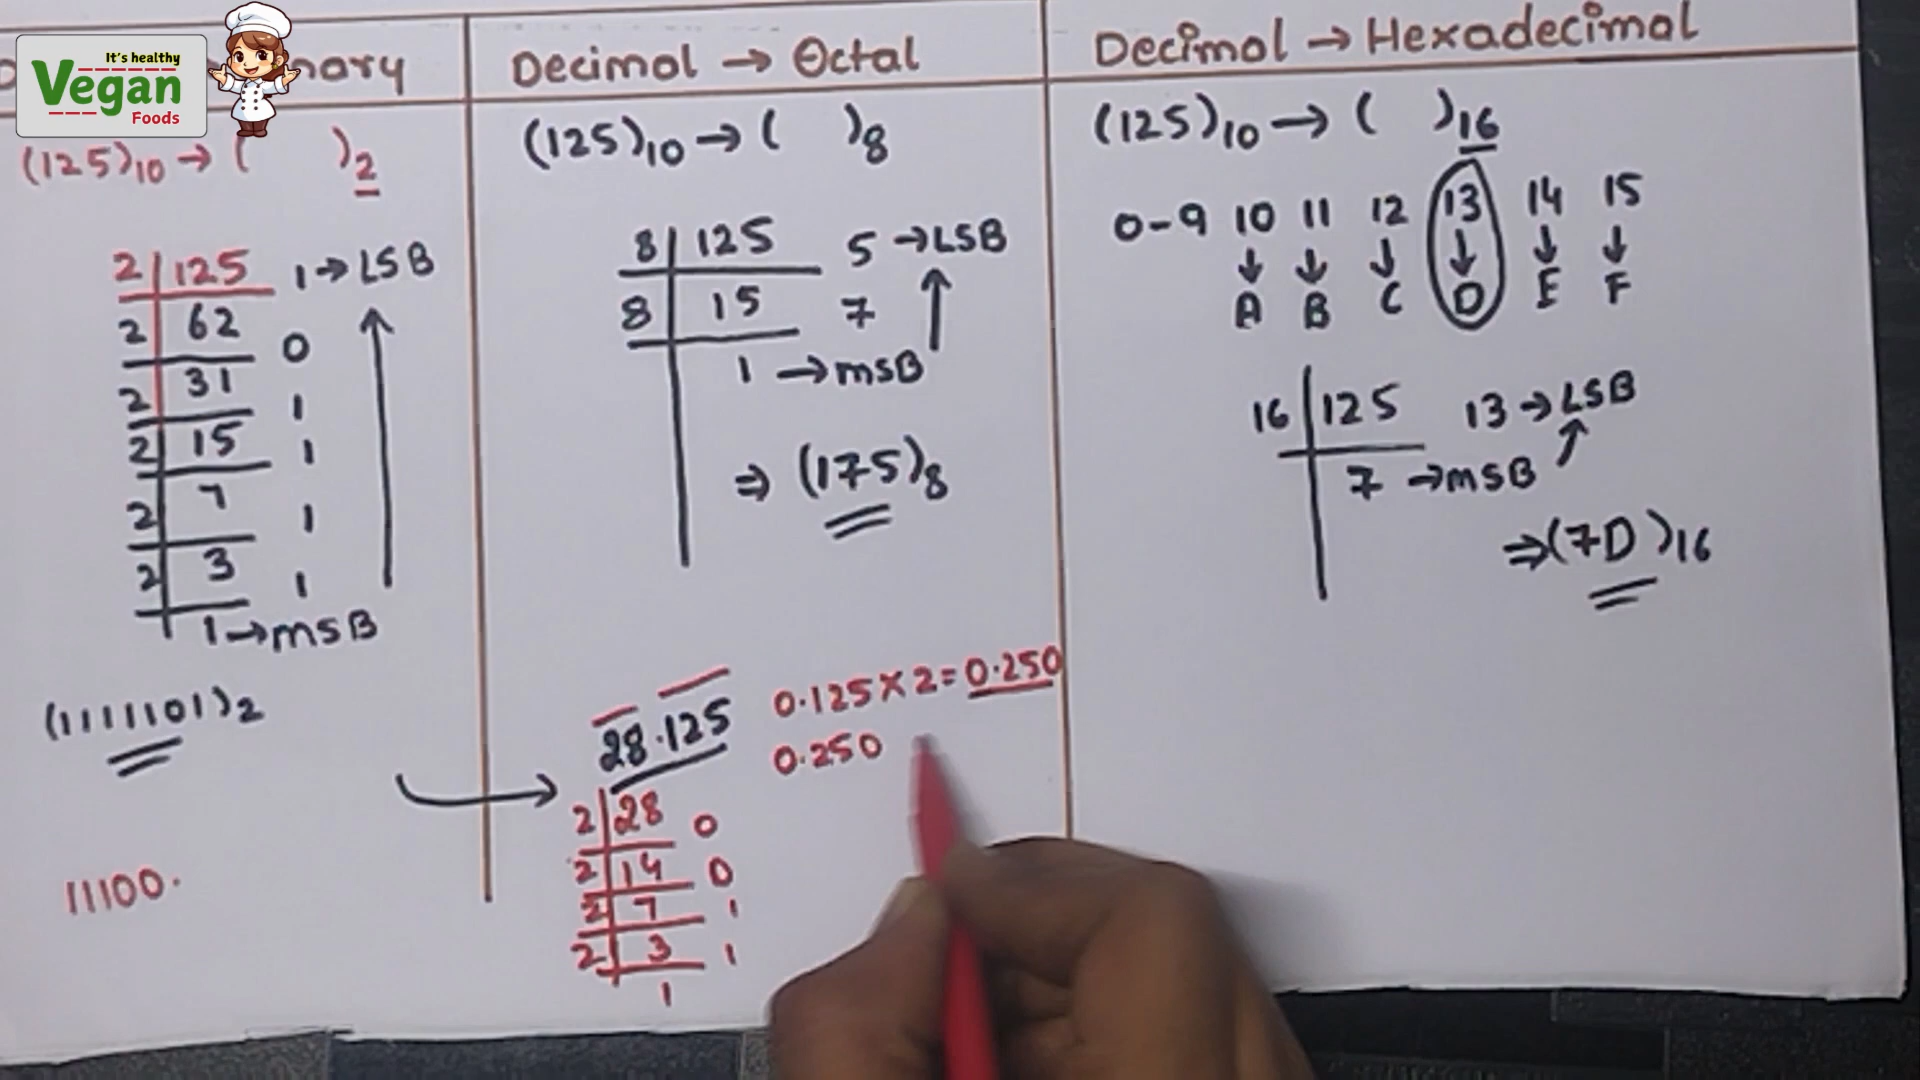 It's healthy
Vegan
Foods
nary
(125)10 → ( )2
2 125 1 → LSB
2 62 0
2 31 1
2 15 1
2 7 1
2 3 1
1 → MSB
(1111101)2
11100.
Decimal → Octal
(125)10 → ( )8
8 125 5 → LSB
8 15 7
1 → MSB
⇒ (175)8
28.125
0.125 × 2 = 0.250
0.250
2 28 0
2 14 0
2 7 1
2 3 1
1
Decimal → Hexadecimal
(125)10 → ( )16
0-9 10 11 12 13 14 15
↓ ↓ ↓ ↓ ↓ ↓
A B C D E F
16 125 13 → LSB
7 → MSB
⇒ (7D)16